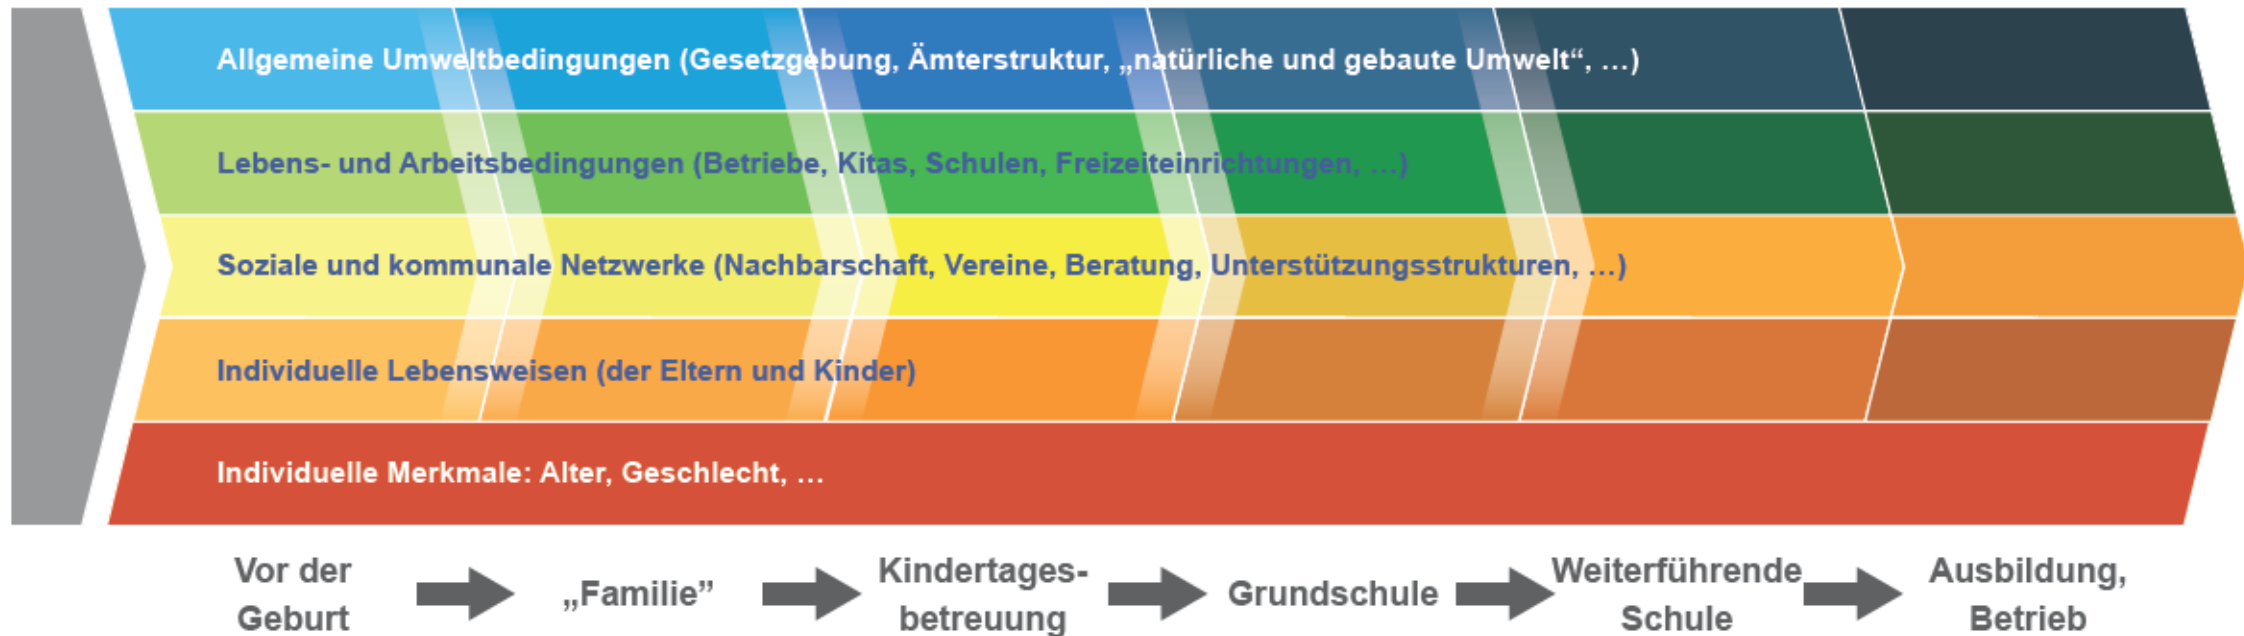 Allgemeine Umweltbedingungen (Gesetzgebung, Ämterstruktur, „natürliche und gebaute Umwelt“, …)
Lebens- und Arbeitsbedingungen (Betriebe, Kitas, Schulen, Freizeiteinrichtungen, …)
Soziale und kommunale Netzwerke (Nachbarschaft, Vereine, Beratung, Unterstützungsstrukturen, …)
Individuelle Lebensweisen (der Eltern und Kinder)
Individuelle Merkmale: Alter, Geschlecht, …
Vor der
Geburt
„Familie”
Kindertages-
betreuung
Grundschule
Weiterführende
Schule
Ausbildung,
Betrieb